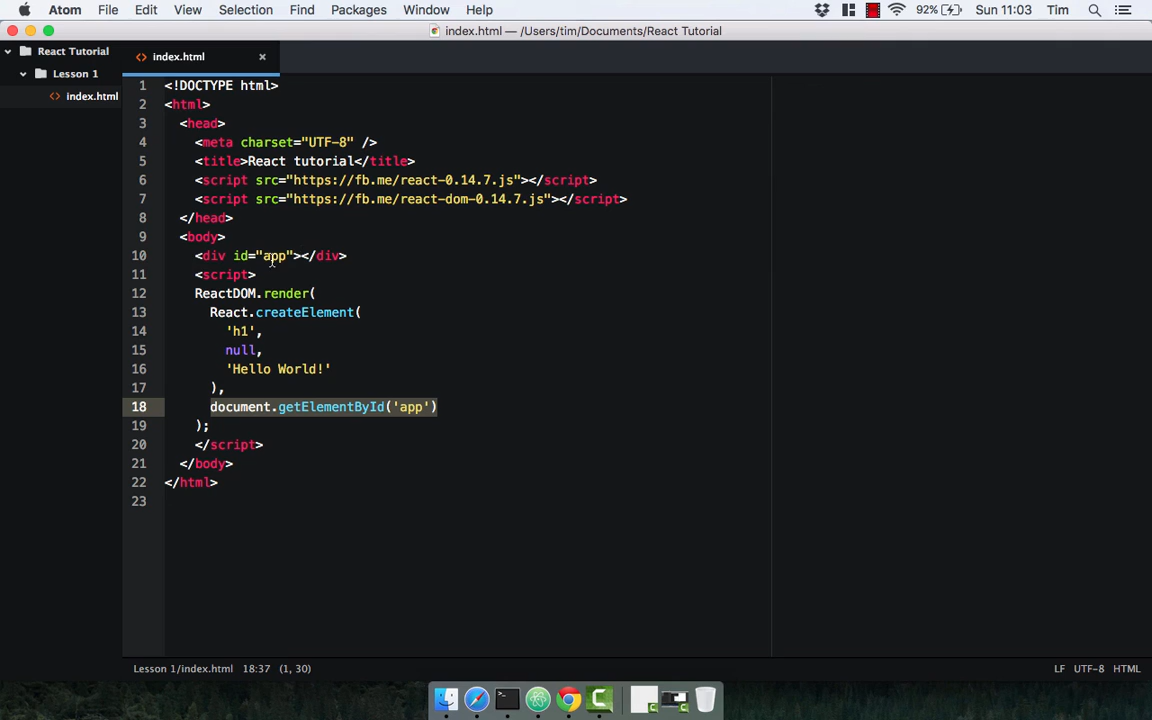 Atom File Edit View Selection Find Packages Window Help 92% Sun 11:03 Tim
index.html — /Users/tim/Documents/React Tutorial
React Tutorial
Lesson 1
index.html
index.html
1 <!DOCTYPE html>
2 <html>
3 <head>
4 <meta charset="UTF-8" />
5 <title>React tutorial</title>
6 <script src="https://fb.me/react-0.14.7.js"></script>
7 <script src="https://fb.me/react-dom-0.14.7.js"></script>
8 </head>
9 <body>
10 <div id="app"></div>
11 <script>
12 ReactDOM.render(
13 React.createElement(
14 'h1',
15 null,
16 'Hello World!'
17 ),
18 document.getElementById('app')
19 );
20 </script>
21 </body>
22 </html>
23
Lesson 1/index.html 18:37 (1, 30) LF UTF-8 HTML